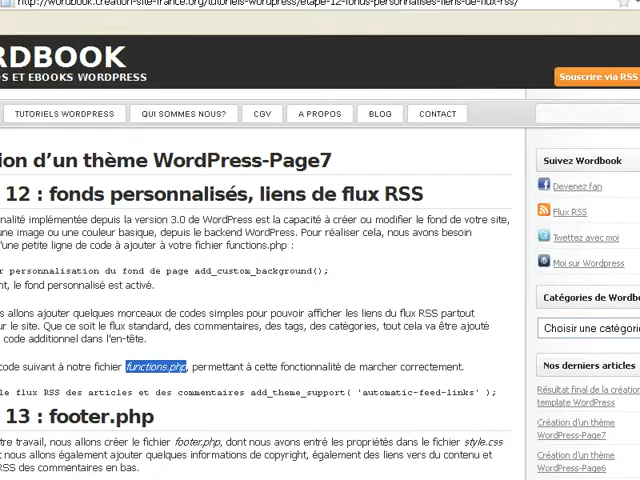 http://wordbook.creation-site-france.org/tutoriels-wordpress/etape-12-fonds-personnalises-liens-de-flux-rss/
RDBOOK
S ET EBOOKS WORDPRESS
Souscrire via RSS
TUTORIELS WORDPRESS QUI SOMMES NOUS? CGV A PROPOS BLOG CONTACT
ion d'un thème WordPress-Page7
12 : fonds personnalisés, liens de flux RSS
nalité implémentée depuis la version 3.0 de WordPress est la capacité à créer ou modifier le fond de votre site,
une image ou une couleur basique, depuis le backend WordPress. Pour réaliser cela, nous avons besoin
'une petite ligne de code à ajouter à votre fichier functions.php :
r personnalisation du fond de page add_custom_background();
nt, le fond personnalisé est activé.
s allons ajouter quelques morceaux de codes simples pour pouvoir afficher les liens du flux RSS partout
ur le site. Que ce soit le flux standard, des commentaires, des tags, des catégories, tout cela va être ajouté
code additionnel dans l'en-tête.
code suivant à notre fichier functions.php, permettant à cette fonctionnalité de marcher correctement.
le flux RSS des articles et des commentaires add_theme_support( 'automatic-feed-links' );
13 : footer.php
tre travail, nous allons créer le fichier footer.php, dont nous avons entré les propriétés dans le fichier style.css
t nous allons également ajouter quelques informations de copyright, également des liens vers du contenu et
RSS des commentaires en bas.
Suivez Wordbook
Devenez fan
Flux RSS
Twettez avec moi
Moi sur Wordpress
Catégories de Wordbo
Choisir une catégori
Nos derniers articles
Résultat final de la création
template WordPress
Création d'un thème
WordPress-Page7
Création d'un thème
WordPress-Page6